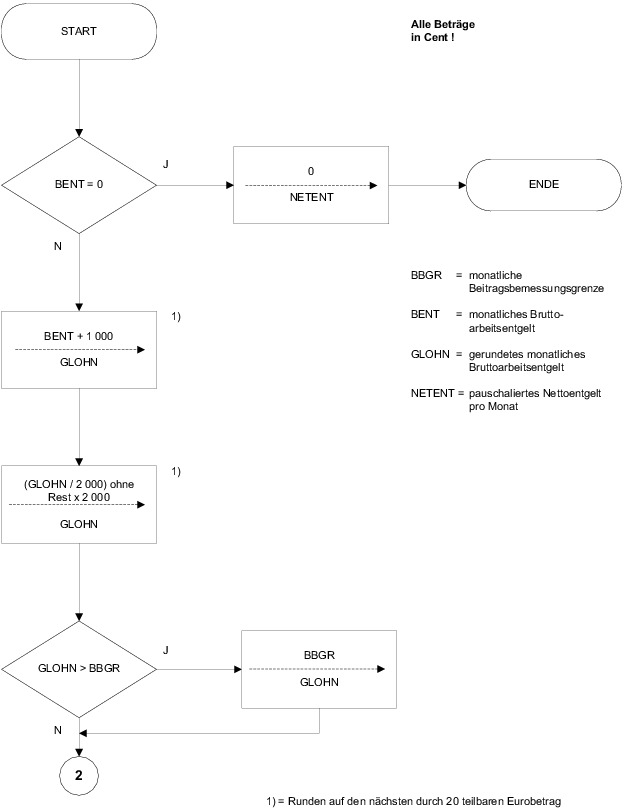 START
Alle Beträge
in Cent !
BENT = 0
J
0
NETENT
ENDE
N
BBGR = monatliche
Beitragsbemessungsgrenze
BENT = monatliches Brutto-
arbeitsentgelt
GLOHN = gerundetes monatliches
Bruttoarbeitsentgelt
NETENT = pauschaliertes Nettoentgelt
pro Monat
BENT + 1 000
GLOHN
1)
(GLOHN / 2 000) ohne
Rest x 2 000
GLOHN
1)
GLOHN > BBGR
J
BBGR
GLOHN
N
2
1) = Runden auf den nächsten durch 20 teilbaren Eurobetrag